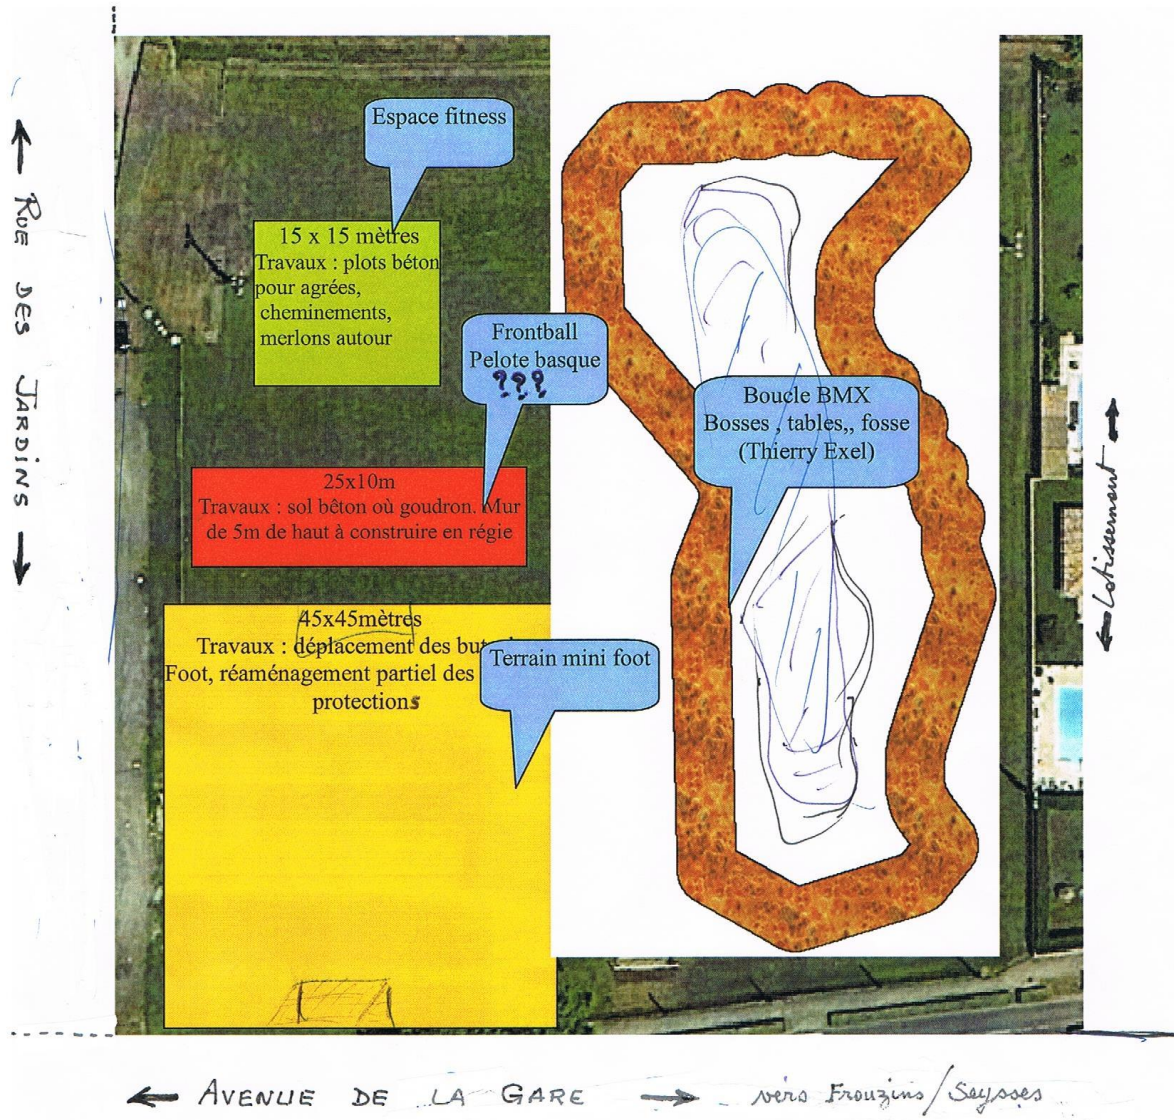 Espace fitness
15 x 15 mètres
Travaux : plots béton
pour agrées,
cheminements,
merlons autour
Frontball
Pelote basque
???
Boucle BMX
Bosses , tables,, fosse
(Thierry Exel)
25x10m
Travaux : sol bêton où goudron. Mur
de 5m de haut à construire en régie
45x45mètres
Travaux : déplacement des but
Foot, réaménagement partiel des
protections
Terrain mini foot
← RUE DES JARDINS →
← Lotissement →
← AVENUE DE LA GARE → vers Frouzins/Seysses